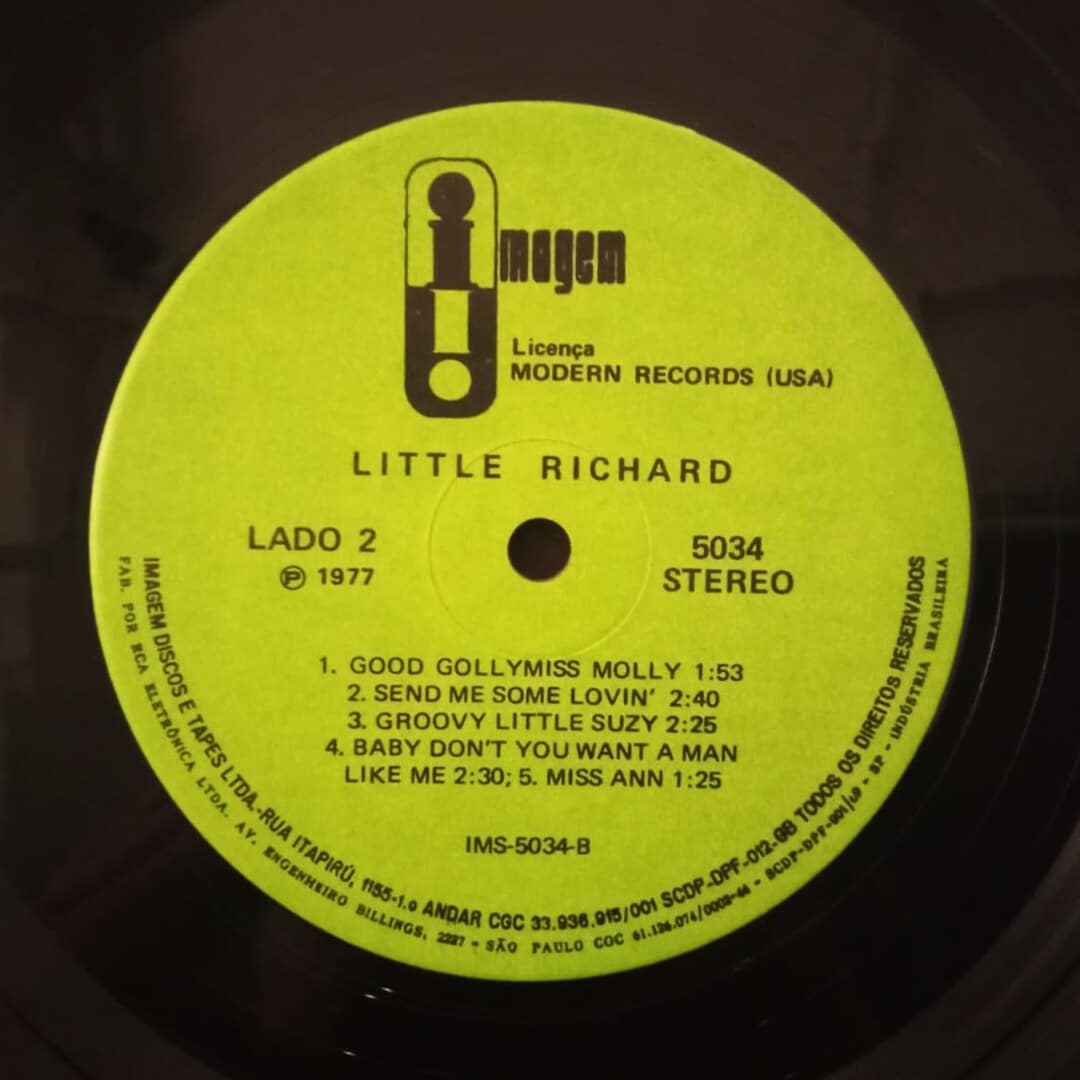 imagem
Licença
MODERN RECORDS (USA)
LITTLE RICHARD
LADO 2
℗ 1977
5034
STEREO
1. GOOD GOLLYMISS MOLLY 1:53
2. SEND ME SOME LOVIN' 2:40
3. GROOVY LITTLE SUZY 2:25
4. BABY DON'T YOU WANT A MAN
LIKE ME 2:30; 5. MISS ANN 1:25
IMS-5034-B
IMAGEM DISCOS E TAPES LTDA.-RUA ITAPIRÚ, 1155-1.o ANDAR CGC 33.936.915/001 SCDP-DPF-012-GB TODOS OS DIREITOS RESERVADOS
FAB. POR RCA ELETRÔNICA LTDA. AV. ENGENHEIRO BILLINGS, 2227 - SÃO PAULO CGC 61.126.074/0002-44 - SCDP-DPF-001/LP - SP - INDÚSTRIA BRASILEIRA